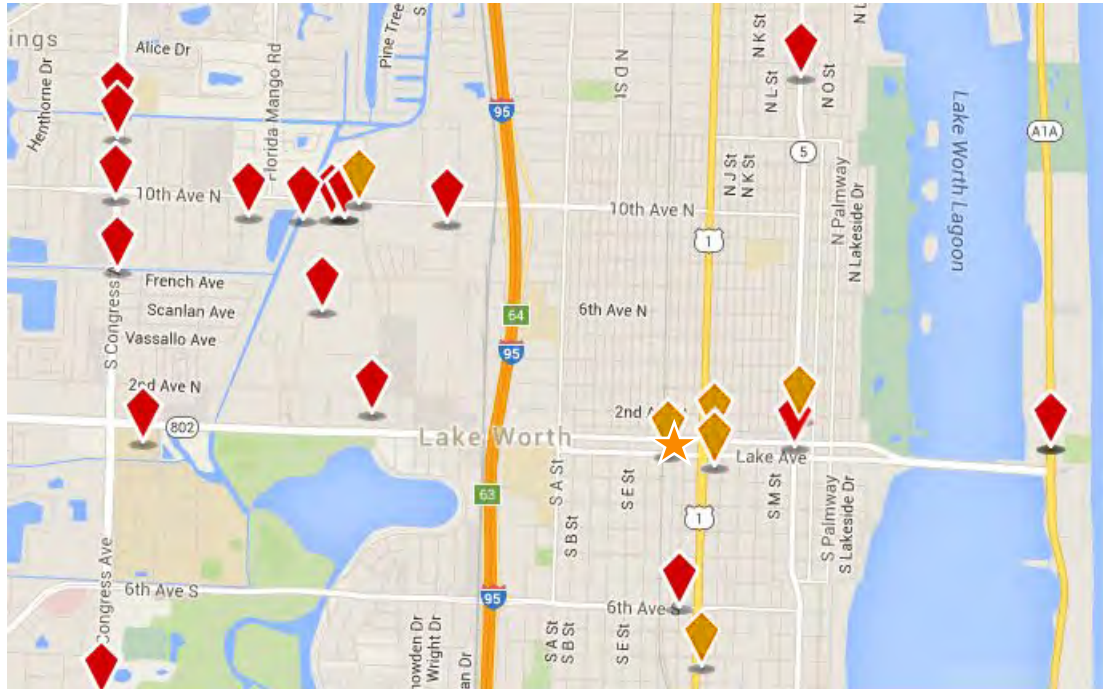 ings
Alice Dr
Pine Tree
S
N K St
N L
Henthorne Dr
Florida Mango Rd
N D St
N L St
N O St
95
A1A
5
Lake Worth Lagoon
10th Ave N
10th Ave N
N J St
N K St
N Palmway
N Lakeside Dr
1
French Ave
Scanlan Ave
Vassallo Ave
S Congress
64
6th Ave N
95
2nd Ave N
2nd A
802
Lake Worth
Lake Ave
63
S A St
S B St
S E St
S M St
S Palmway
S Lakeside Dr
1
Congress Ave
6th Ave S
95
6th Ave S
S A St
S B St
S E St
nowden Dr
Wright Dr
an Dr